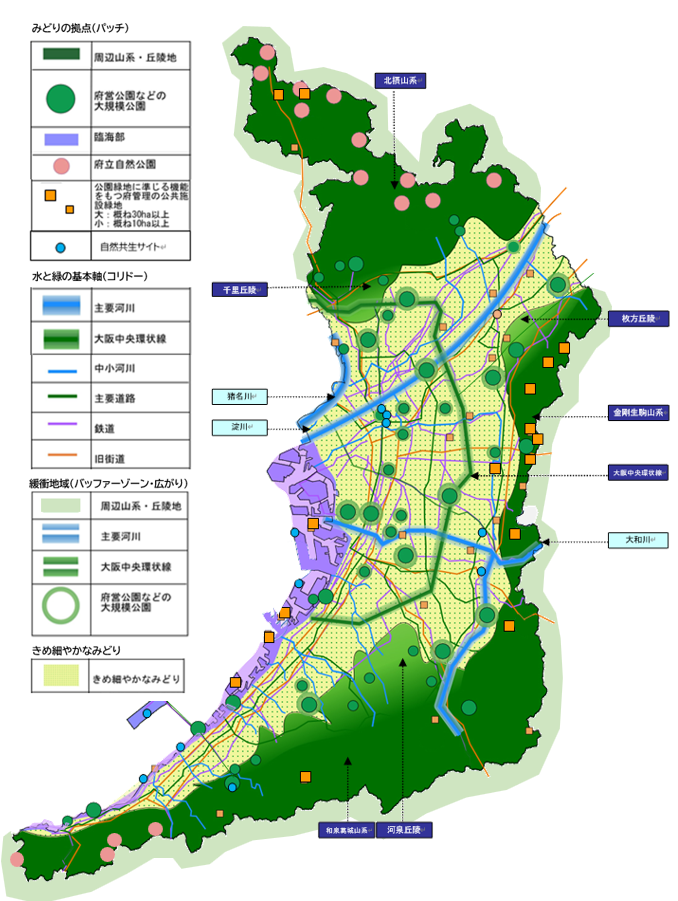 みどりの拠点（パッチ）
周辺山系・丘陵地
府営公園などの
大規模公園
臨海部
府立自然公園
公園緑地に準じる機能
をもつ府管理の公共施
設緑地
大：概ね30ha以上
小：概ね10ha以上
自然共生サイト
水と緑の基本軸（コリドー）
主要河川
大阪中央環状線
中小河川
主要道路
鉄道
旧街道
緩衝地域（バッファーゾーン・広がり）
周辺山系・丘陵地
主要河川
大阪中央環状線
府営公園などの
大規模公園
きめ細やかなみどり
きめ細やかなみどり
北摂山系
千里丘陵
枚方丘陵
猪名川
淀川
金剛生駒山系
大阪中央環状線
大和川
和泉葛城山系
河泉丘陵